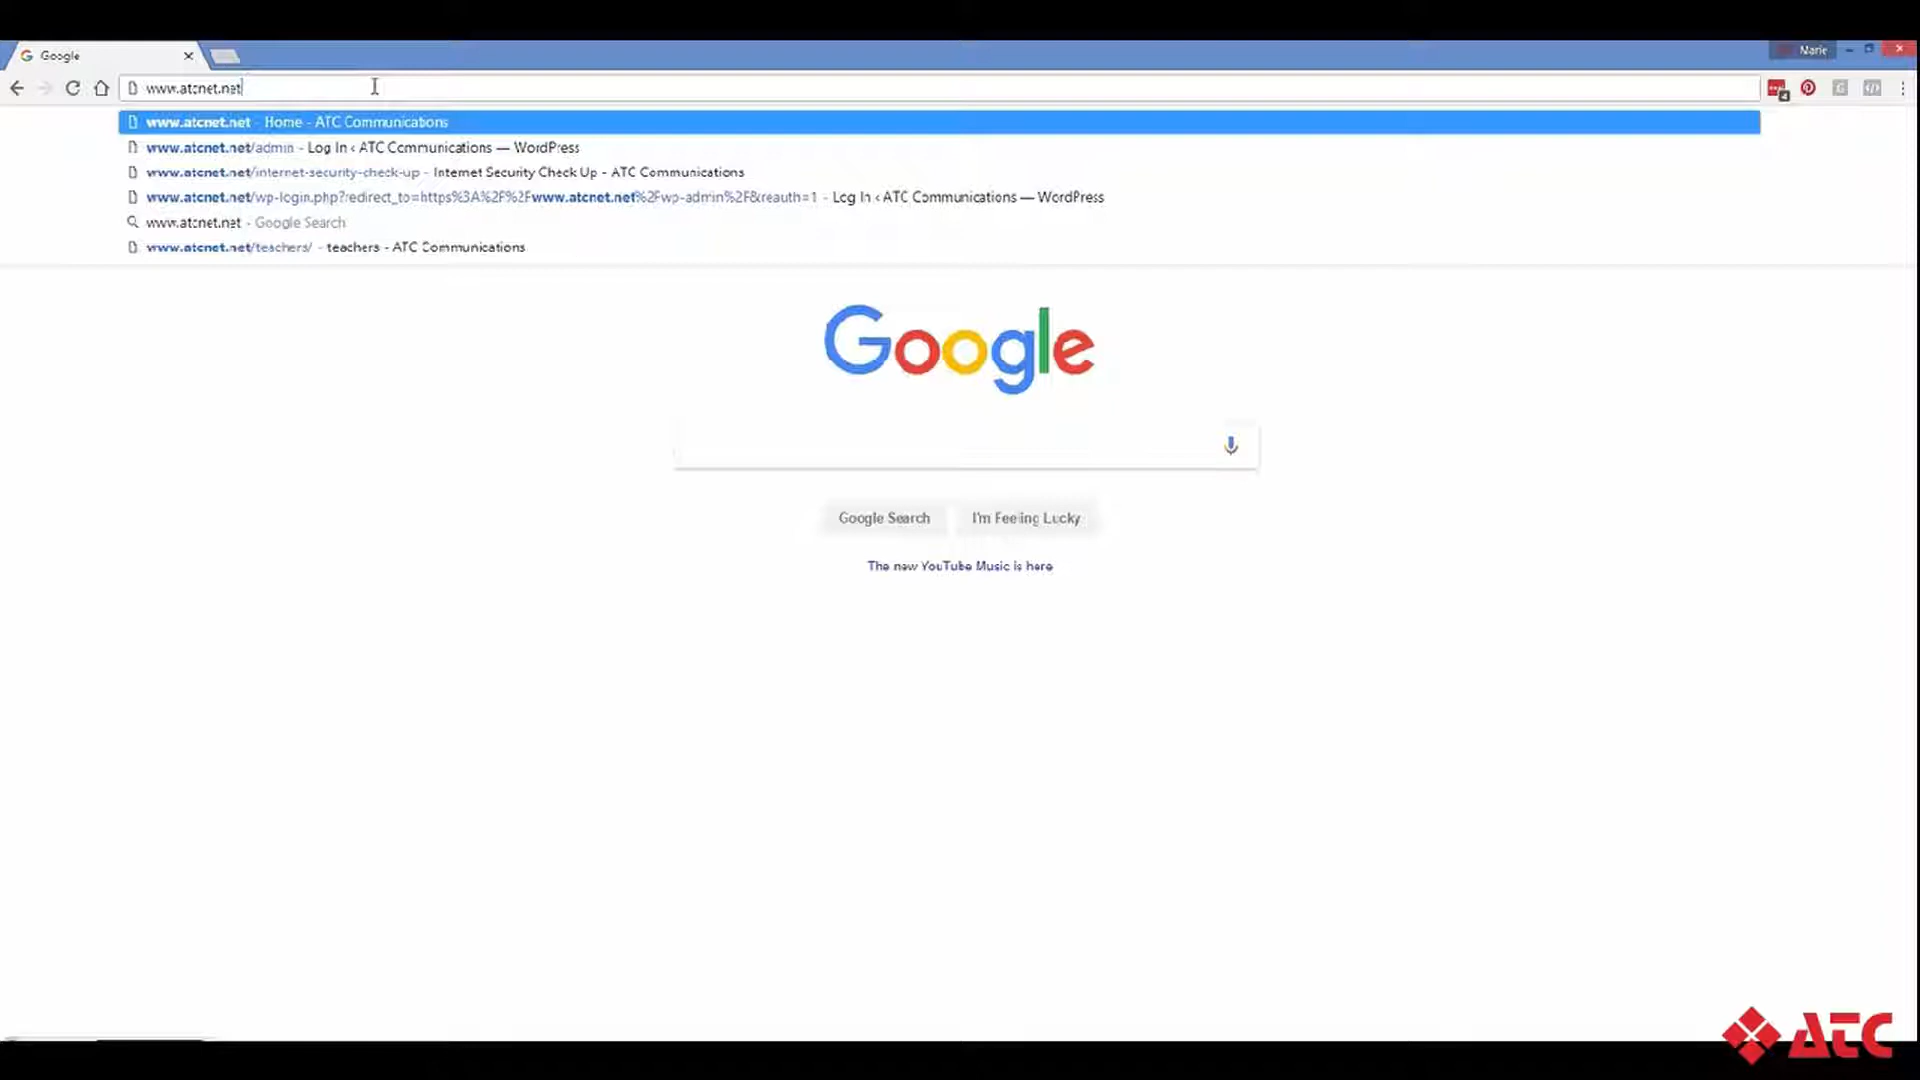 Google
Marie
www.atcnet.net
www.atcnet.net - Home - ATC Communications
www.atcnet.net/admin - Log In ‹ ATC Communications — WordPress
www.atcnet.net/internet-security-check-up - Internet Security Check Up - ATC Communications
www.atcnet.net/wp-login.php?redirect_to=https%3A%2F%2Fwww.atcnet.net%2Fwp-admin%2F&reauth=1 - Log In ‹ ATC Communications — WordPress
www.atcnet.net - Google Search
www.atcnet.net/teachers/ - teachers - ATC Communications
Google
Google Search
I'm Feeling Lucky
The new YouTube Music is here
ATC